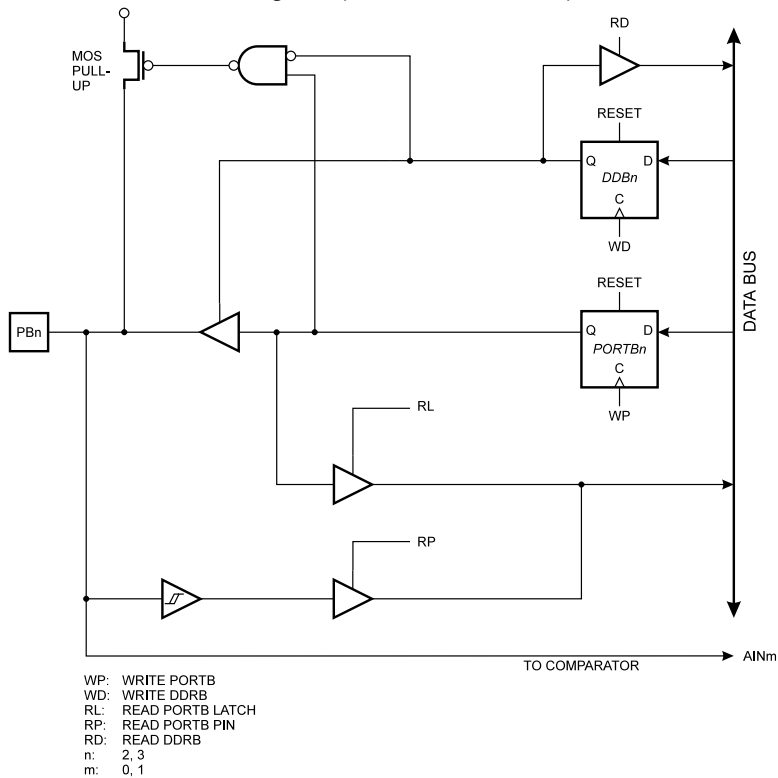 RD
MOS
PULL-
UP
RESET
Q D
DDBn
C
WD
RESET
PBn
Q D
PORTBn
C
WP
DATA BUS
RL
RP
TO COMPARATOR
AINm
WP: WRITE PORTB
WD: WRITE DDRB
RL: READ PORTB LATCH
RP: READ PORTB PIN
RD: READ DDRB
n: 2, 3
m: 0, 1